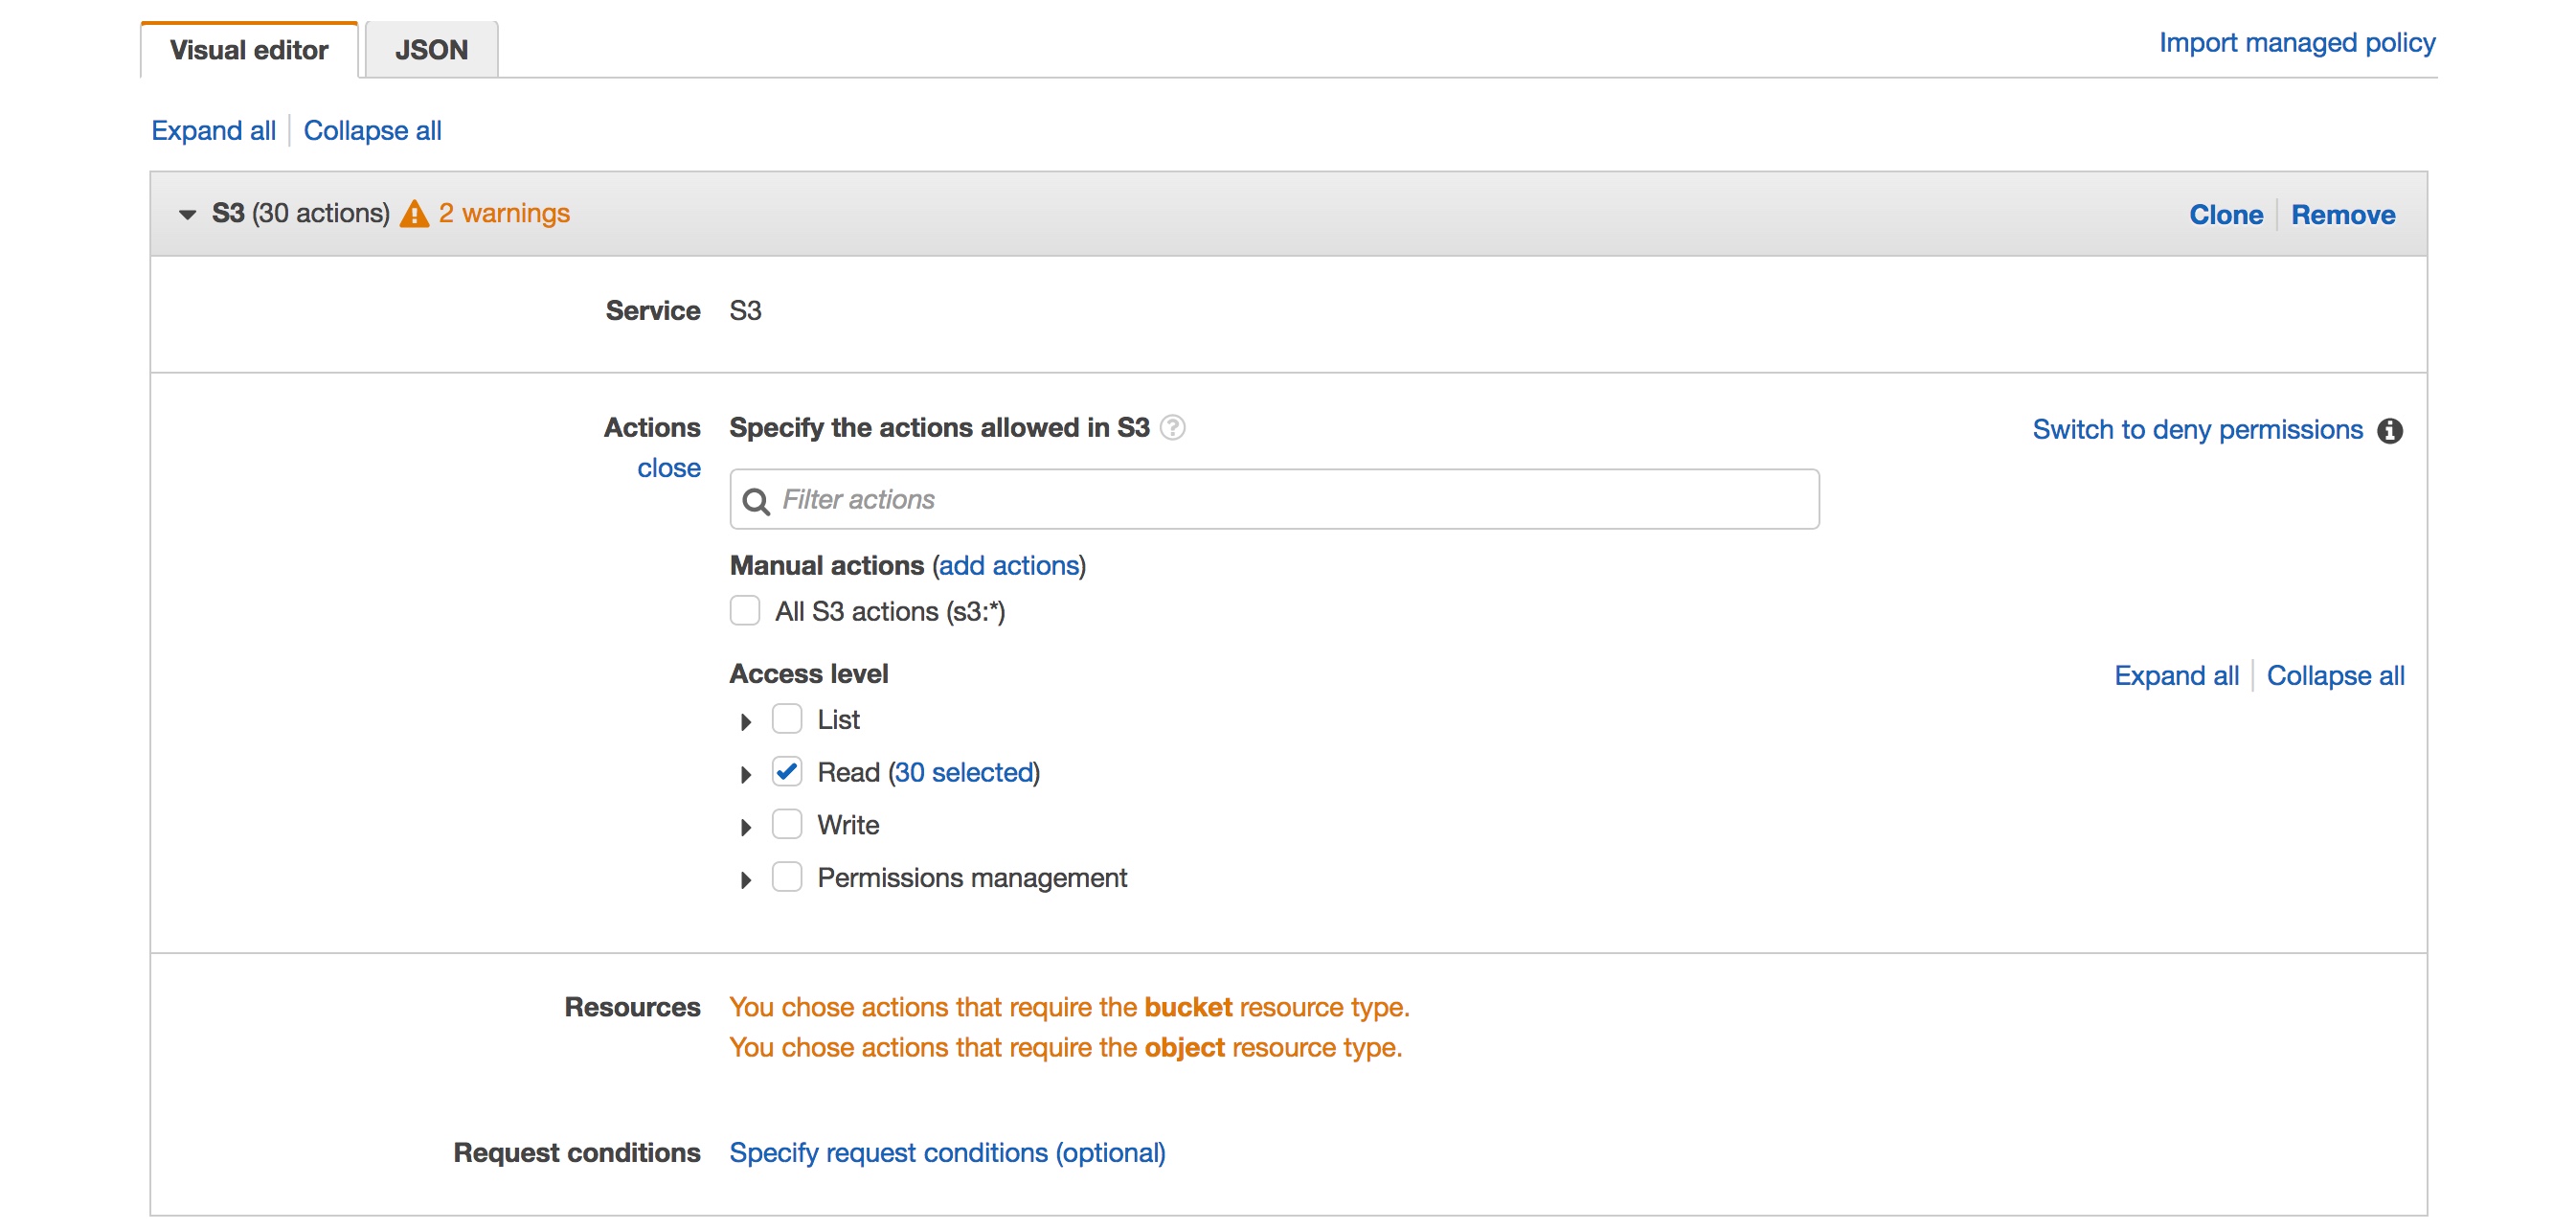 Visual editor JSON Import managed policy
Expand all Collapse all
S3 (30 actions) 2 warnings Clone Remove
Service S3
Actions Specify the actions allowed in S3 ? Switch to deny permissions i
close
Filter actions
Manual actions (add actions)
All S3 actions (s3:*)
Access level Expand all Collapse all
List
Read (30 selected)
Write
Permissions management
Resources You chose actions that require the bucket resource type.
You chose actions that require the object resource type.
Request conditions Specify request conditions (optional)